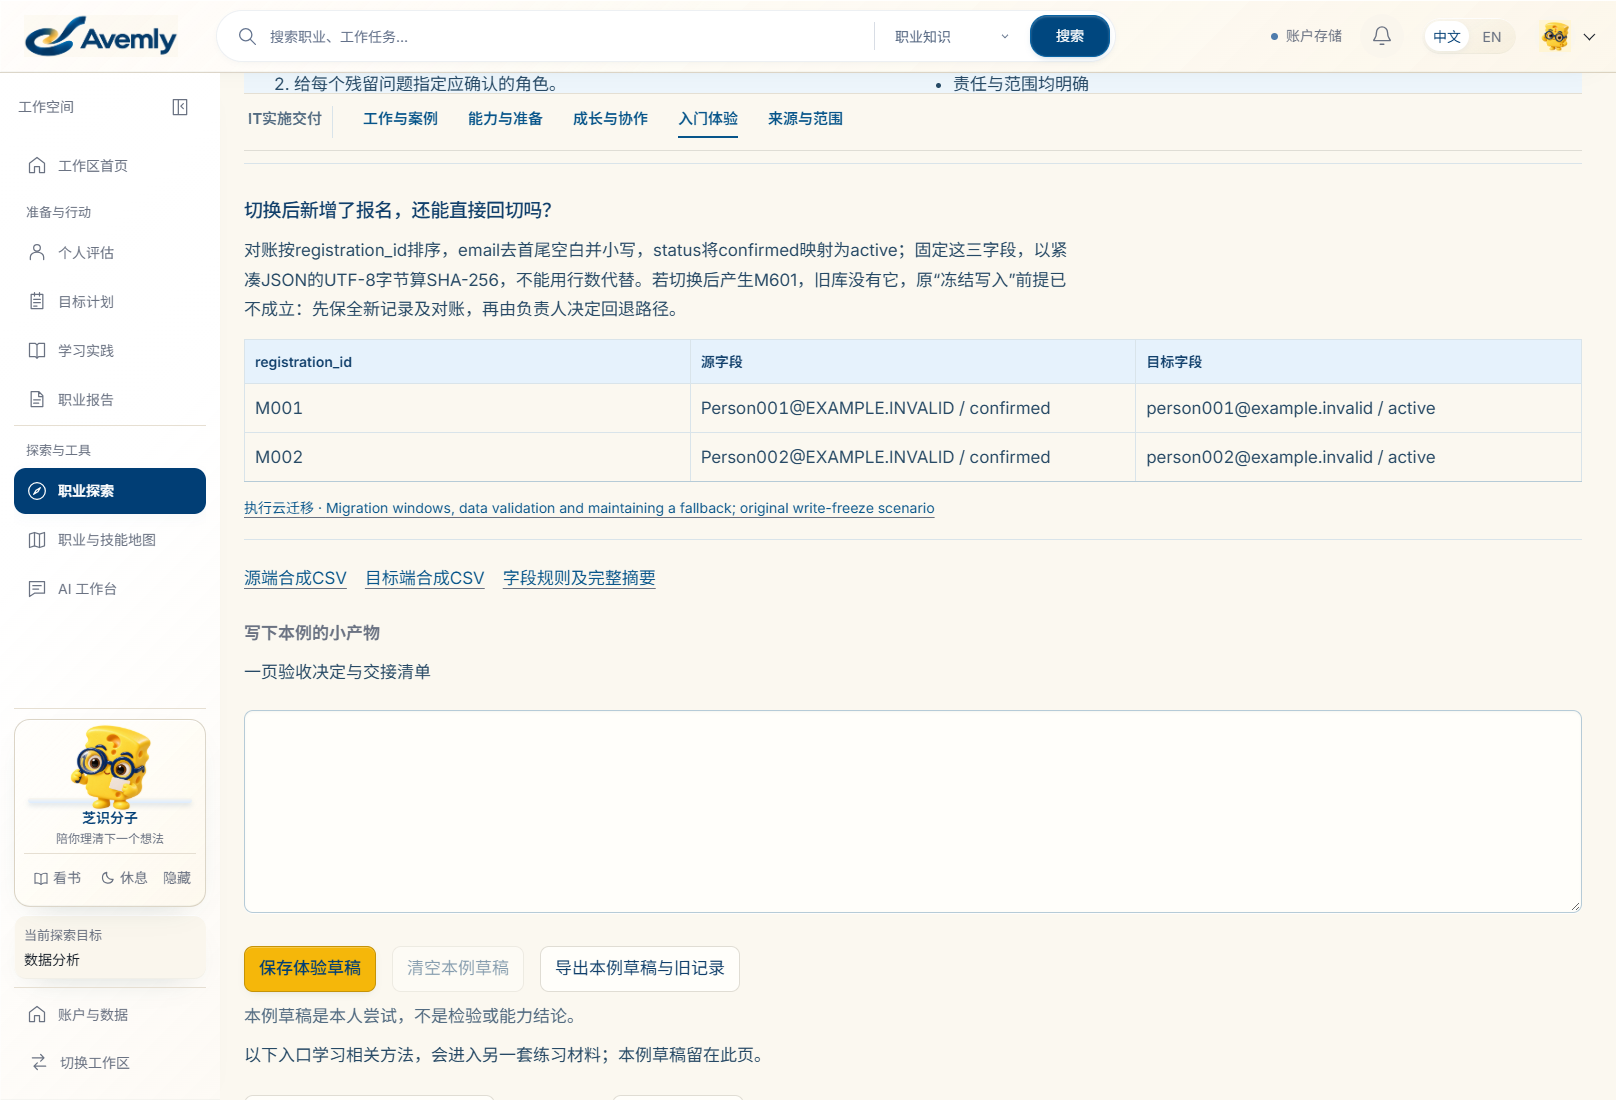 Avemly
搜索职业、工作任务...
职业知识
搜索
账户存储
中文
EN
工作空间
工作区首页
准备与行动
个人评估
目标计划
学习实践
职业报告
探索与工具
职业探索
职业与技能地图
AI 工作台
芝识分子
陪你理清下一个想法
看书
休息
隐藏
当前探索目标
数据分析
账户与数据
切换工作区
2. 给每个残留问题指定应确认的角色。
• 责任与范围均明确
IT实施交付
工作与案例
能力与准备
成长与协作
入门体验
来源与范围
切换后新增了报名，还能直接回切吗？
对账按registration_id排序，email去首尾空白并小写，status将confirmed映射为active；固定这三字段，以紧
凑JSON的UTF-8字节算SHA-256，不能用行数代替。若切换后产生M601，旧库没有它，原“冻结写入”前提已
不成立：先保全新记录及对账，再由负责人决定回退路径。
registration_id
源字段
目标字段
M001
Person001@EXAMPLE.INVALID / confirmed
person001@example.invalid / active
M002
Person002@EXAMPLE.INVALID / confirmed
person002@example.invalid / active
执行云迁移 · Migration windows, data validation and maintaining a fallback; original write-freeze scenario
源端合成CSV
目标端合成CSV
字段规则及完整摘要
写下本例的小产物
一页验收决定与交接清单
保存体验草稿
清空本例草稿
导出本例草稿与旧记录
本例草稿是本人尝试，不是检验或能力结论。
以下入口学习相关方法，会进入另一套练习材料；本例草稿留在此页。